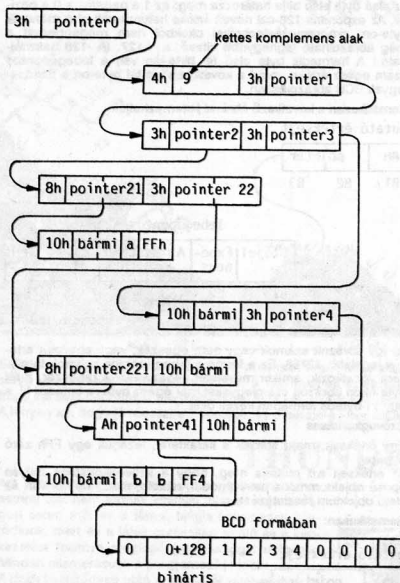 3h pointer0
kettes komplemens alak
4h 9 3h pointer1
3h pointer2 3h pointer3
8h pointer21 3h pointer 22
10h bármi a FFh
10h bármi 3h pointer4
8h pointer221 10h bármi
Ah pointer41 10h bármi
10h bármi b b FF4
BCD formában
0 0+128 1 2 3 4 0 0 0 0
bináris